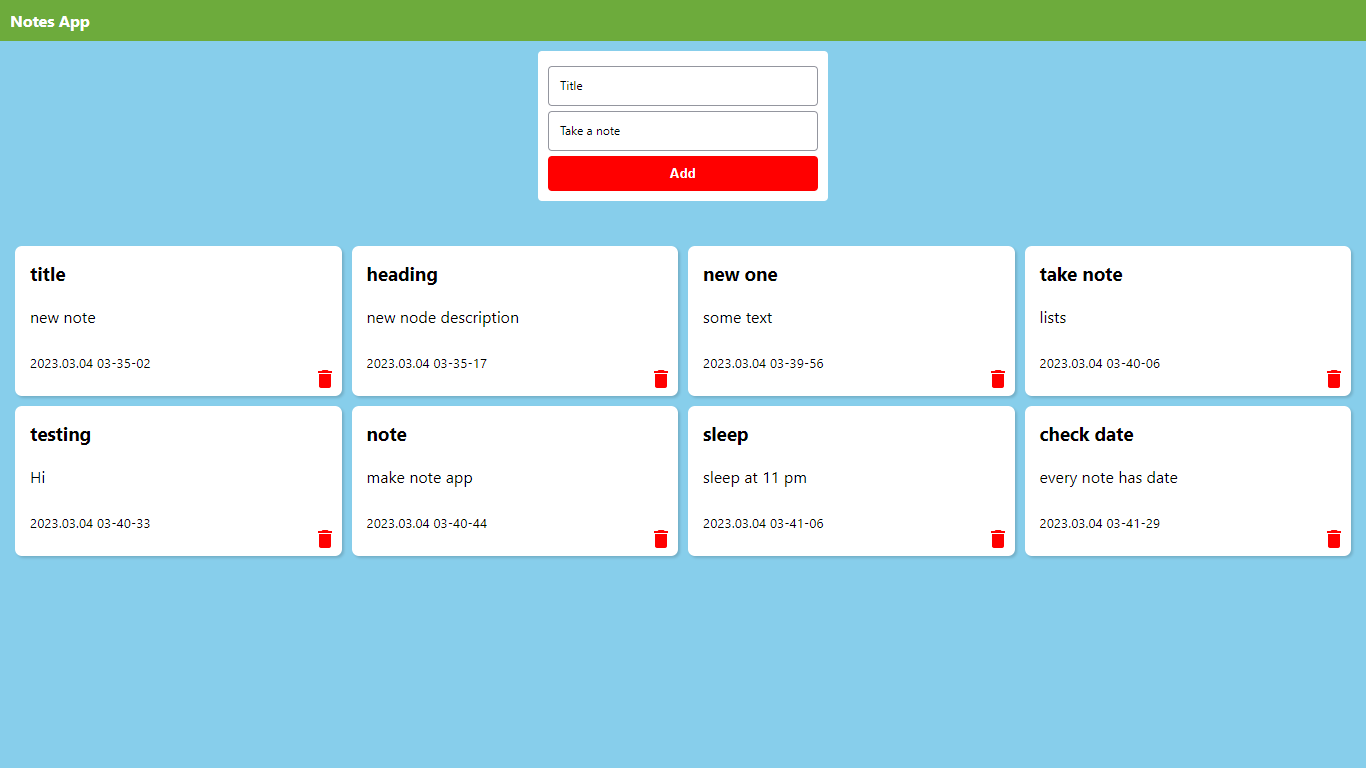 Notes App
Title
Take a note
Add
title
new note
2023.03.04 03-35-02
heading
new node description
2023.03.04 03-35-17
new one
some text
2023.03.04 03-39-56
take note
lists
2023.03.04 03-40-06
testing
Hi
2023.03.04 03-40-33
note
make note app
2023.03.04 03-40-44
sleep
sleep at 11 pm
2023.03.04 03-41-06
check date
every note has date
2023.03.04 03-41-29